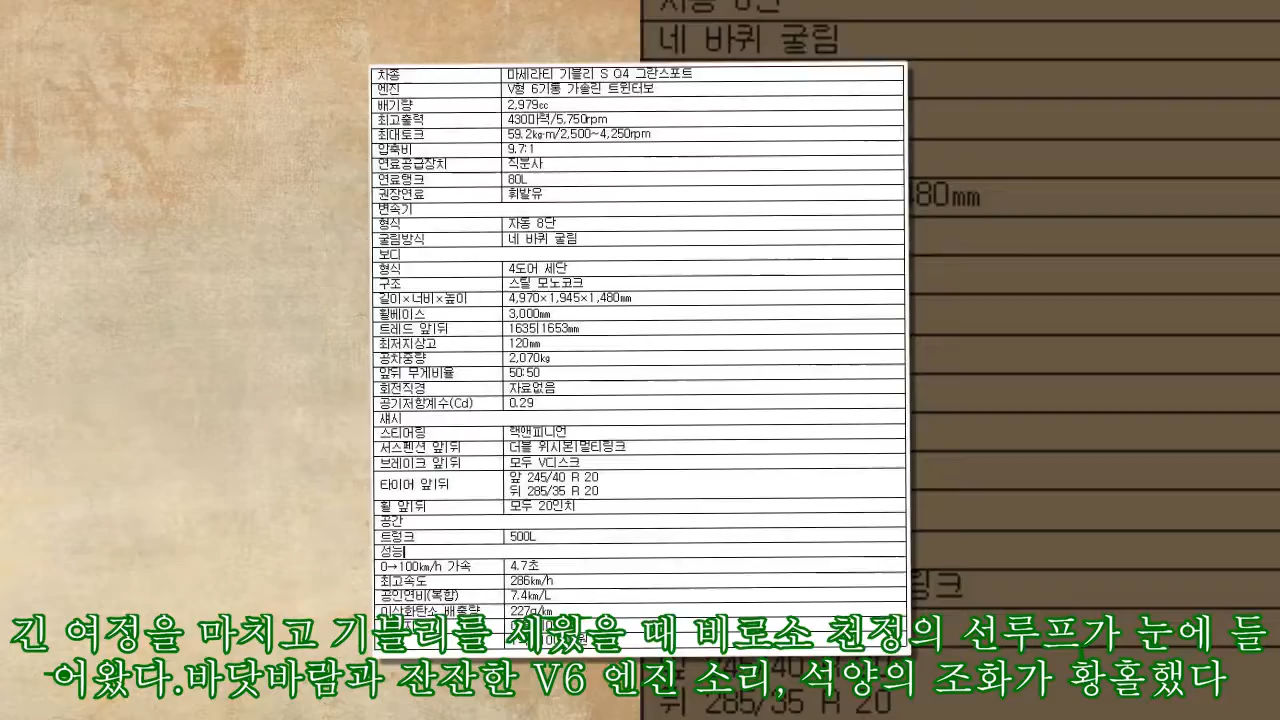 자동 8단
네 바퀴 굴림
480㎜
링크
앞 245/40 R 20
뒤 285/35 R 20
차종 마세라티 기블리 S Q4 그란스포트
엔진 V형 6기통 가솔린 트윈터보
배기량 2,979㏄
최고출력 430마력/5,750rpm
최대토크 59.2㎏·m/2,500~4,250rpm
압축비 9.7:1
연료공급장치 직분사
연료탱크 80L
권장연료 휘발유
변속기
형식 자동 8단
굴림방식 네 바퀴 굴림
보디
형식 4도어 세단
구조 스틸 모노코크
길이×너비×높이 4,970×1,945×1,480㎜
휠베이스 3,000㎜
트레드 앞|뒤 1635|1653㎜
최저지상고 120㎜
공차중량 2,070㎏
앞뒤 무게비율 50:50
회전직경 자료없음
공기저항계수(Cd) 0.29
섀시
스티어링 랙앤피니언
서스펜션 앞|뒤 더블 위시본|멀티링크
브레이크 앞|뒤 모두 V디스크
타이어 앞|뒤 앞 245/40 R 20
뒤 285/35 R 20
휠 앞|뒤 모두 20인치
공간
트렁크 500L
성능
0→100㎞/h 가속 4.7초
최고속도 286㎞/h
공인연비(복합) 7.4㎞/L
이산화탄소 배출량 227g/㎞
긴 여정을 마치고 기블리를 세웠을 때 비로소 천정의 선루프가 눈에 들
어왔다.바닷바람과 잔잔한 V6 엔진 소리, 석양의 조화가 황홀했다